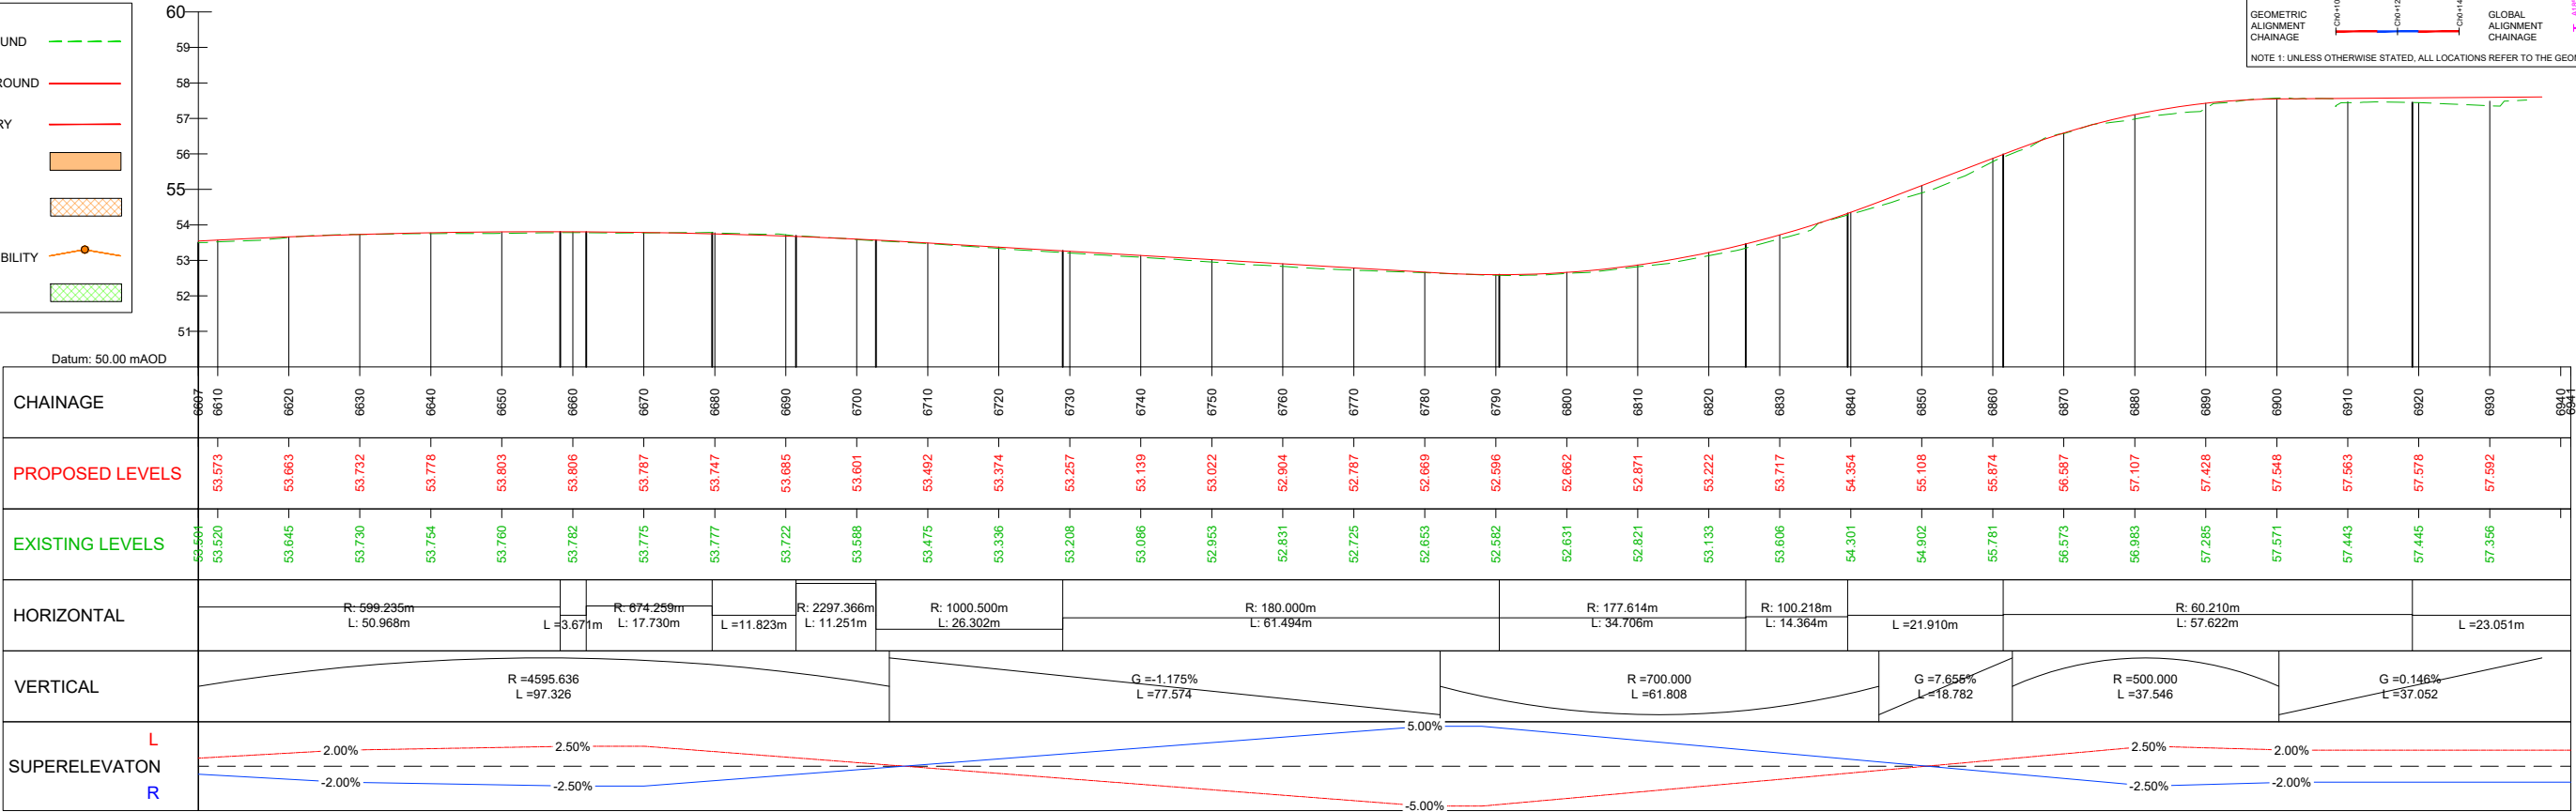 UND
ROUND
RY
BILITY
60
59
58
57
56
55
54
53
52
51
Datum: 50.00 mAOD
GEOMETRIC
ALIGNMENT
CHAINAGE
GLOBAL
ALIGNMENT
CHAINAGE
NOTE 1: UNLESS OTHERWISE STATED, ALL LOCATIONS REFER TO THE GEO
CHAINAGE
6607 6610 6620 6630 6640 6650 6660 6670 6680 6690 6700 6710 6720 6730 6740 6750 6760 6770 6780 6790 6800 6810 6820 6830 6840 6850 6860 6870 6880 6890 6900 6910 6920 6930 6940 6941
PROPOSED LEVELS
53.573 53.663 53.732 53.778 53.803 53.806 53.787 53.747 53.685 53.601 53.492 53.374 53.257 53.139 53.022 52.904 52.787 52.669 52.596 52.662 52.871 53.222 53.717 54.354 55.108 55.874 56.587 57.107 57.428 57.548 57.563 57.578 57.592
EXISTING LEVELS
53.501 53.520 53.645 53.730 53.754 53.760 53.782 53.775 53.777 53.722 53.588 53.475 53.336 53.208 53.086 52.953 52.831 52.725 52.653 52.582 52.631 52.821 53.133 53.606 54.301 54.902 55.781 56.573 56.983 57.285 57.571 57.443 57.445 57.356
HORIZONTAL
R: 599.235m
L: 50.968m
L =3.671m
R: 674.259m
L: 17.730m
L =11.823m
R: 2297.366m
L: 11.251m
R: 1000.500m
L: 26.302m
R: 180.000m
L: 61.494m
R: 177.614m
L: 34.706m
R: 100.218m
L: 14.364m
L =21.910m
R: 60.210m
L: 57.622m
L =23.051m
VERTICAL
R =4595.636
L =97.326
G =-1.175%
L =77.574
R =700.000
L =61.808
G =7.655%
L =18.782
R =500.000
L =37.546
G =0.146%
L =37.052
L
SUPERELEVATON
R
2.00%
2.50%
5.00%
2.50%
2.00%
-2.00%
-2.50%
-5.00%
-2.50%
-2.00%